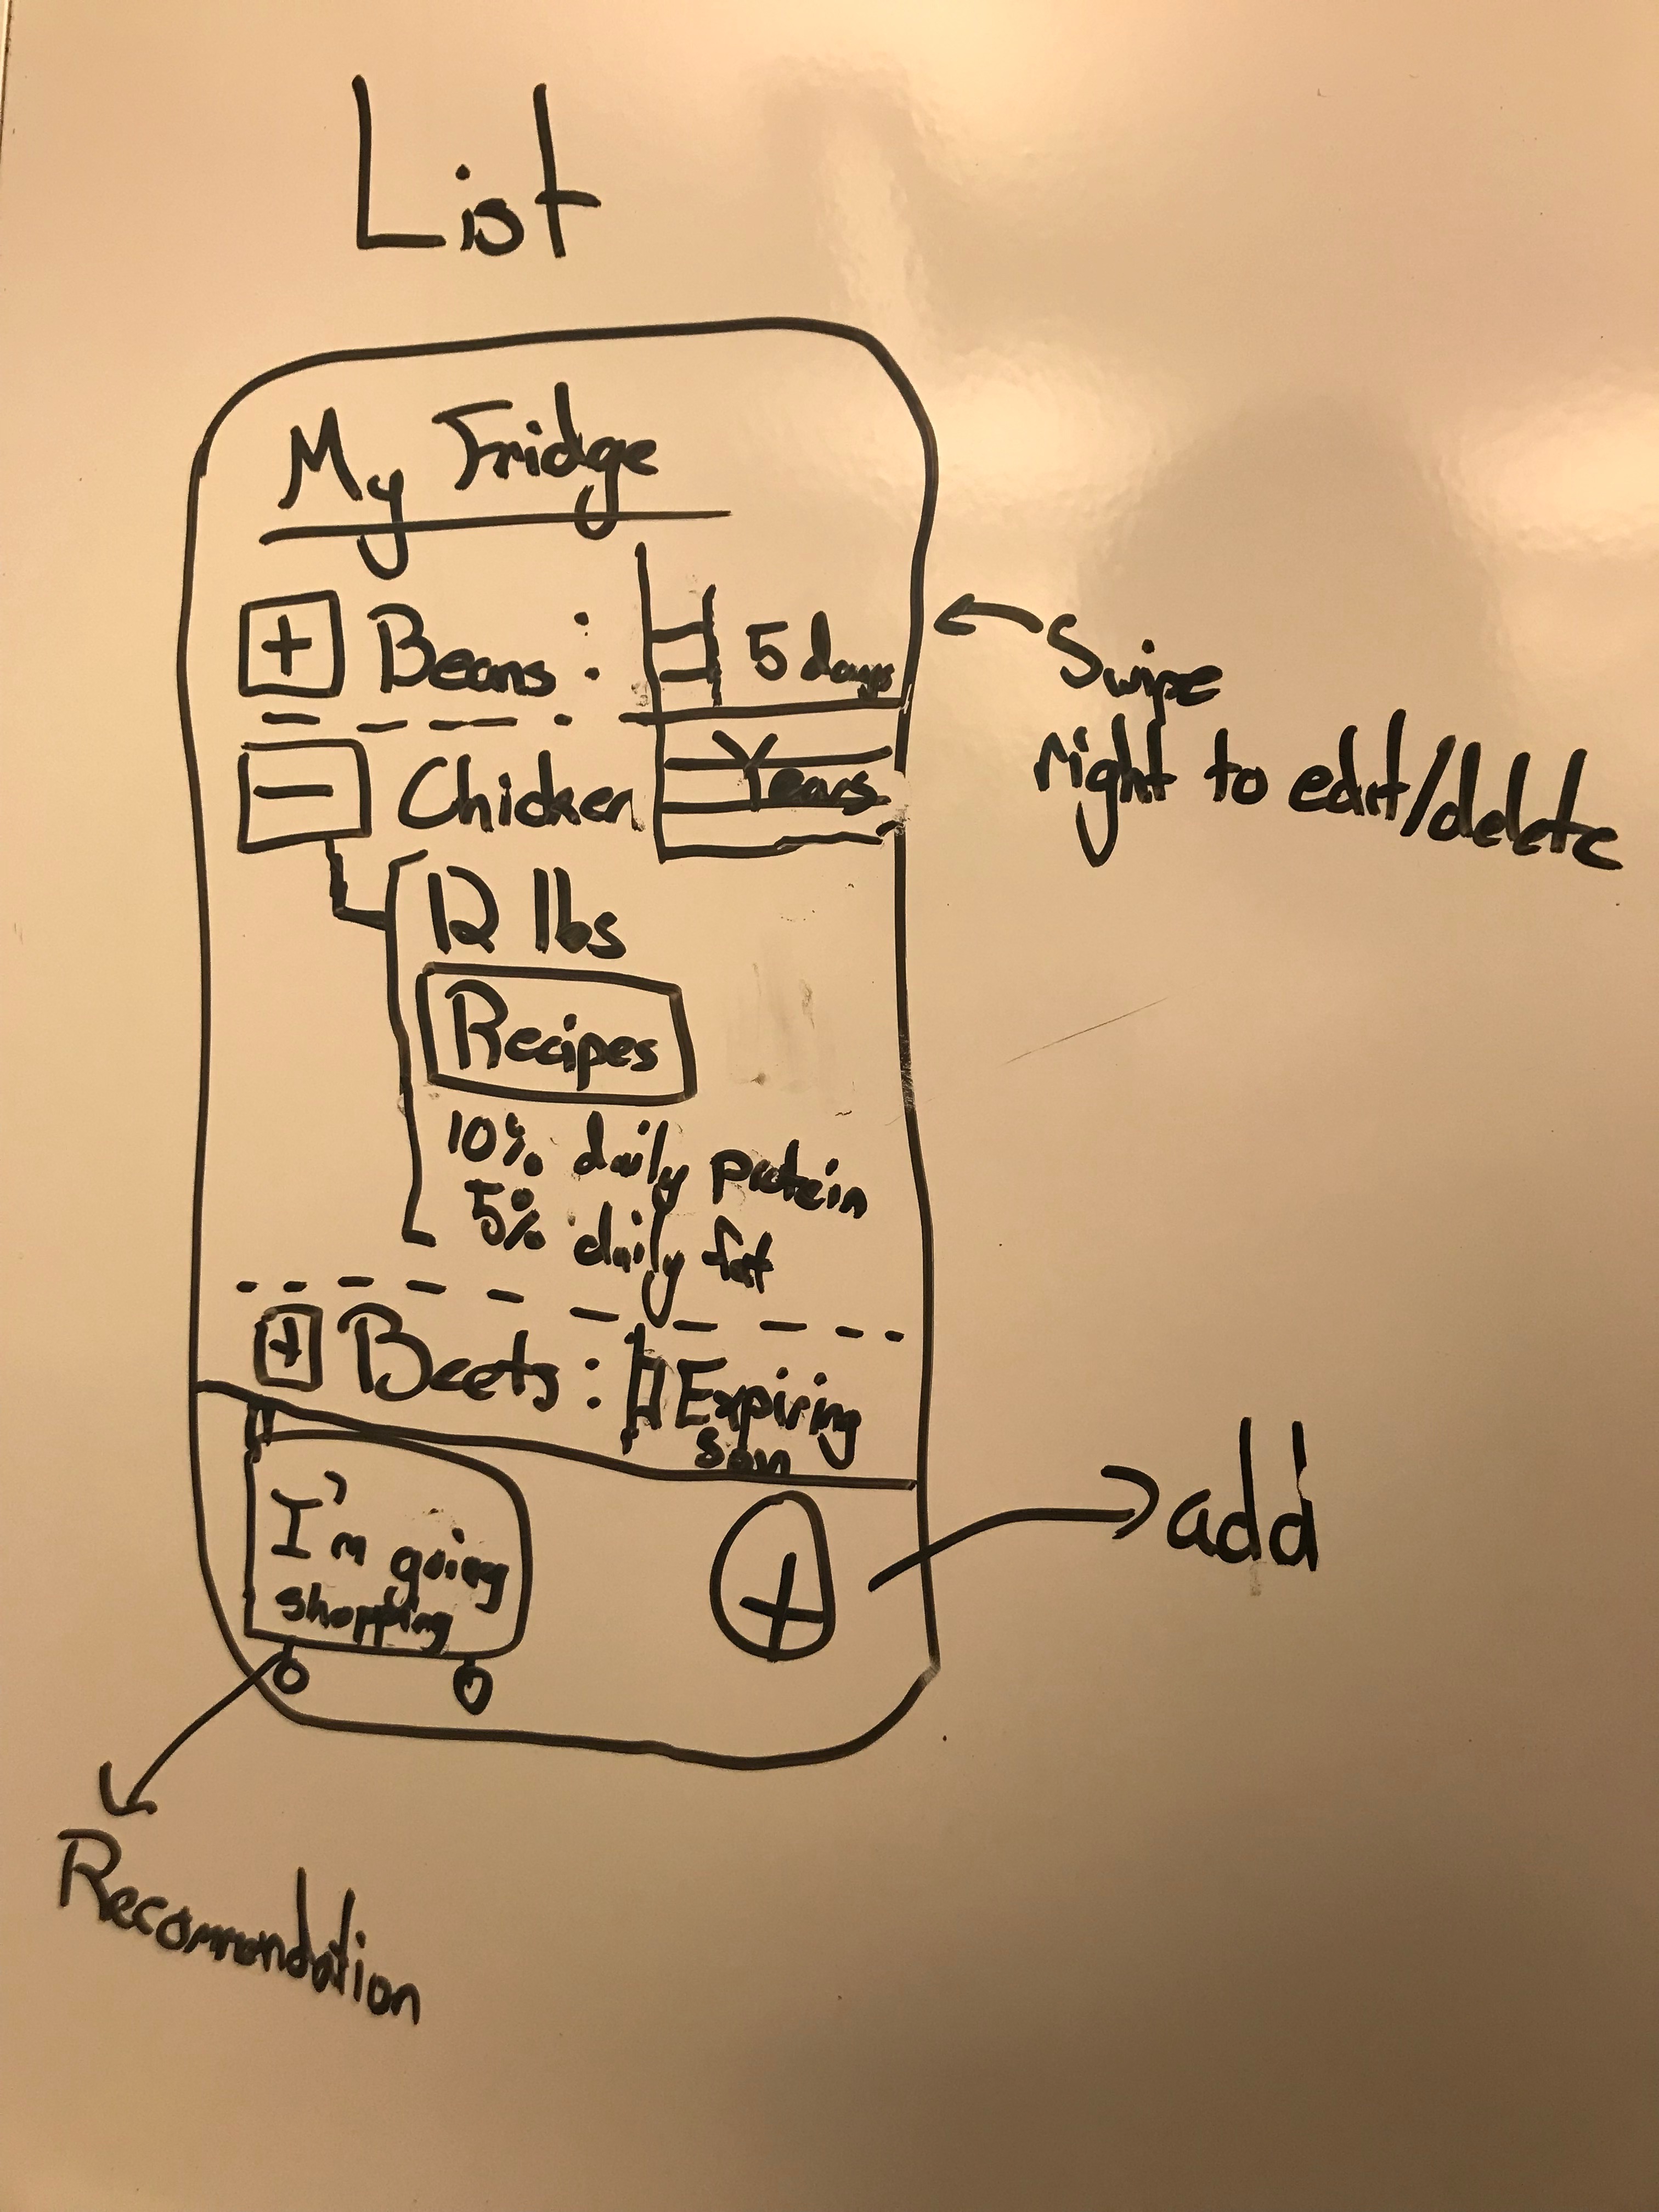 List
My Fridge
+ Beans : 5 days
Swipe
right to edit/delete
- Chicken Years
12 lbs
Recipes
10% daily protein
5% daily fat
+ Beets : Expiring
soon
I'm going
shopping
+
add
Recommendation